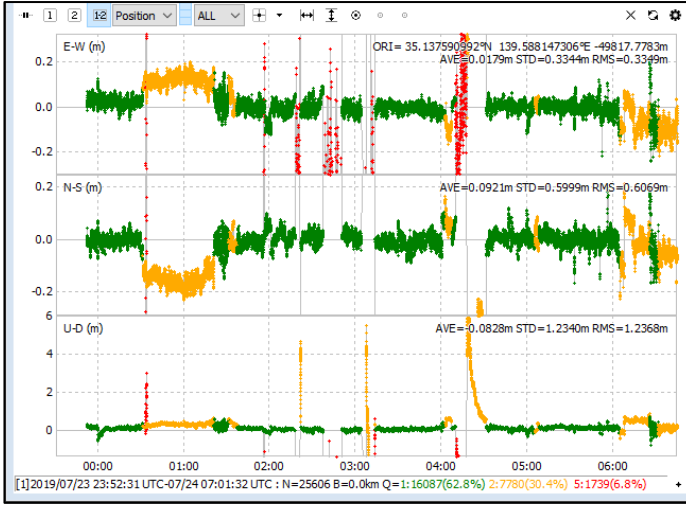 1 2 1-2 Position ALL
E-W (m)
ORI= 35.137590992°N 139.588147306°E -49817.7783m
AVE=0.0179m STD=0.3344m RMS=0.3349m
0.2
0.0
-0.2
N-S (m)
AVE=0.0921m STD=0.5999m RMS=0.6069m
0.2
0.0
-0.2
U-D (m)
AVE=-0.0828m STD=1.2340m RMS=1.2368m
6
4
2
0
00:00 01:00 02:00 03:00 04:00 05:00 06:00
[1]2019/07/23 23:52:31 UTC-07/24 07:01:32 UTC : N=25606 B=0.0km Q=1:16087(62.8%) 2:7780(30.4%) 5:1739(6.8%)